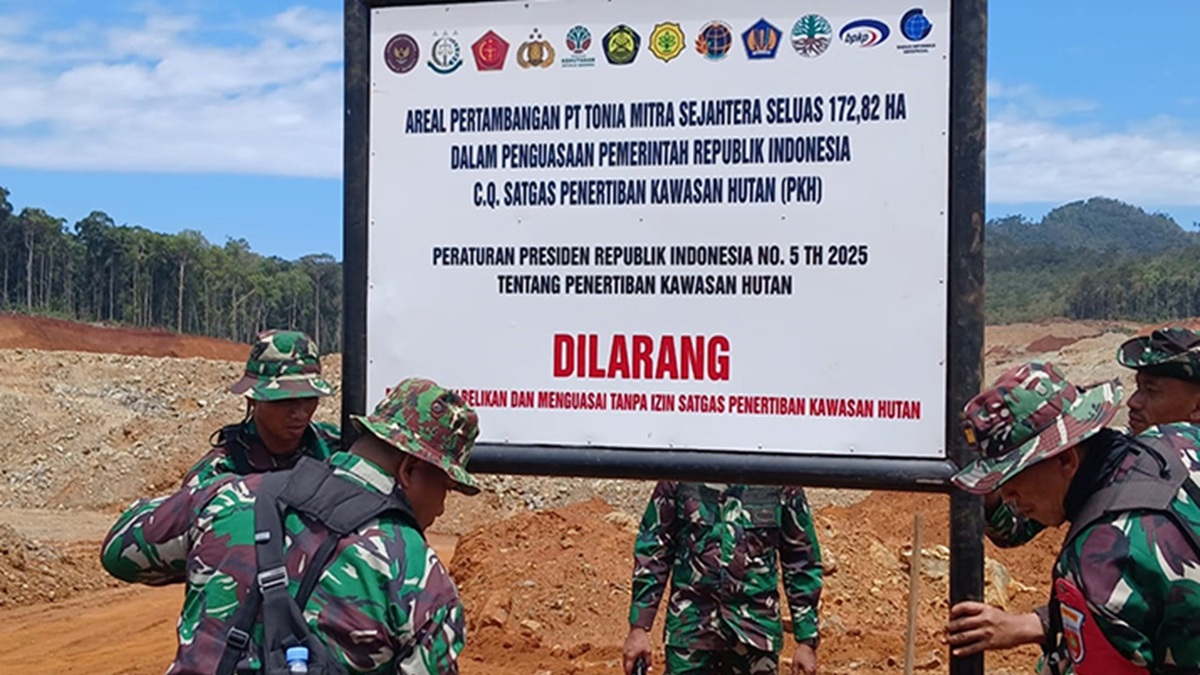 bpkp
AREAL PERTAMBANGAN PT TONIA MITRA SEJAHTERA SELUAS 172,82 HA
DALAM PENGUASAAN PEMERINTAH REPUBLIK INDONESIA
C.Q. SATGAS PENERTIBAN KAWASAN HUTAN (PKH)
PERATURAN PRESIDEN REPUBLIK INDONESIA NO. 5 TH 2025
TENTANG PENERTIBAN KAWASAN HUTAN
DILARANG
DAN MENGUASAI TANPA IZIN SATGAS PENERTIBAN KAWASAN HUTAN